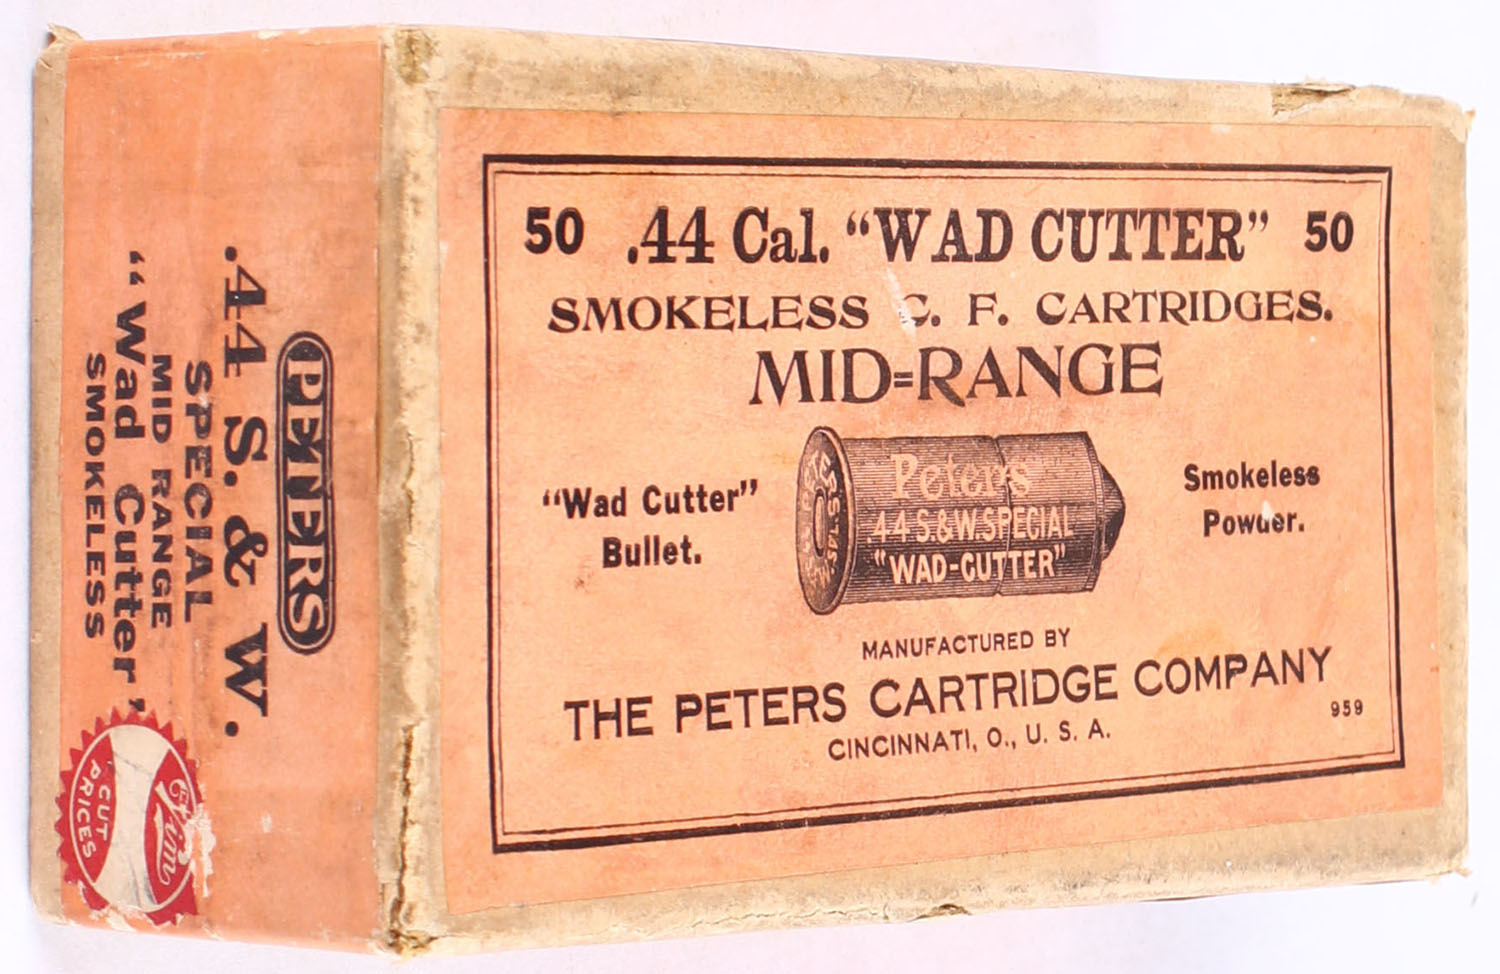 50 .44 Cal. “WAD CUTTER” 50
SMOKELESS C. F. CARTRIDGES.
MID=RANGE
“Wad Cutter”
Bullet.
Peters
44 S.&W. SPECIAL
“WAD-CUTTER”
Smokeless
Powder.
MANUFACTURED BY
THE PETERS CARTRIDGE COMPANY
CINCINNATI, O., U. S. A.
959
PETERS
.44 S. & W.
SPECIAL
MID RANGE
“Wad Cutter”
SMOKELESS
CUT
PRICES